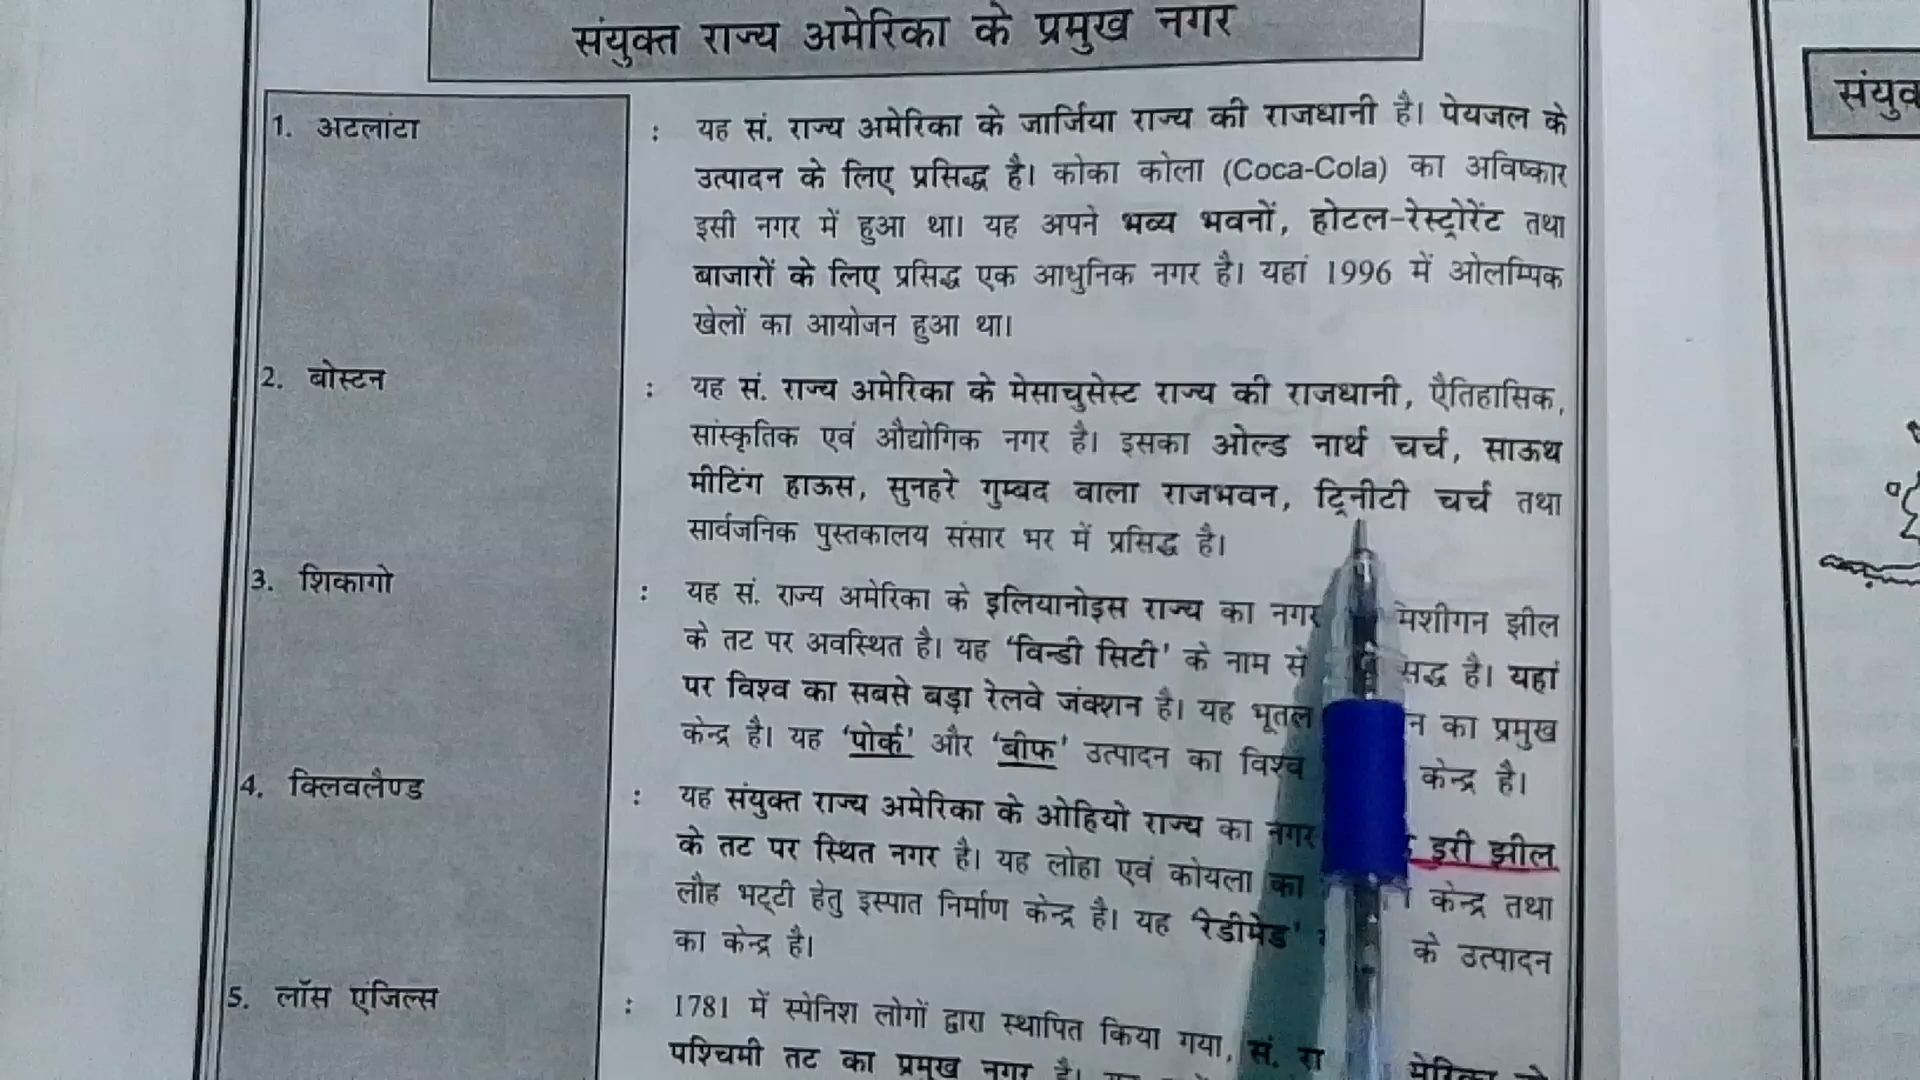 संयुक्त राज्य अमेरिका के प्रमुख नगर
संयुक
1. अटलांटा : यह सं. राज्य अमेरिका के जार्जिया राज्य की राजधानी है। पेयजल के
उत्पादन के लिए प्रसिद्ध है। कोका कोला (Coca-Cola) का अविष्कार
इसी नगर में हुआ था। यह अपने भव्य भवनों, होटल-रेस्ट्रोरेंट तथा
बाजारों के लिए प्रसिद्ध एक आधुनिक नगर है। यहां 1996 में ओलम्पिक
खेलों का आयोजन हुआ था।
2. बोस्टन : यह सं. राज्य अमेरिका के मेसाचुसेस्ट राज्य की राजधानी, ऐतिहासिक,
सांस्कृतिक एवं औद्योगिक नगर है। इसका ओल्ड नार्थ चर्च, साऊथ
मीटिंग हाऊस, सुनहरे गुम्बद वाला राजभवन, ट्रिनीटी चर्च तथा
सार्वजनिक पुस्तकालय संसार भर में प्रसिद्ध है।
3. शिकागो : यह सं. राज्य अमेरिका के इलियानोइस राज्य का नगर मिशीगन झील
के तट पर अवस्थित है। यह ‘विन्डी सिटी’ के नाम से है। यहां
पर विश्व का सबसे बड़ा रेलवे जंक्शन है। यह भूतल का प्रमुख
केन्द्र है। यह ‘पोर्क’ और ‘बीफ’ उत्पादन का विश्व केन्द्र है।
4. क्लिवलैण्ड : यह संयुक्त राज्य अमेरिका के ओहियो राज्य का नगर इरी झील
के तट पर स्थित नगर है। यह लोहा एवं कोयला का केन्द्र तथा
लौह भट्टी हेतु इस्पात निर्माण केन्द्र है। यह ‘रेडीमेड’ के उत्पादन
का केन्द्र है।
5. लॉस एंजिल्स : 1781 में स्पेनिश लोगों द्वारा स्थापित किया गया, सं.
पश्चिमी तट का प्रमुख नगर है।